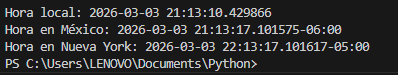 Hora local: 2026-03-03 21:13:10.429866
Hora en México: 2026-03-03 21:13:17.101575-06:00
Hora en Nueva York: 2026-03-03 22:13:17.101617-05:00
PS C:\Users\LENOVO\Documents\Python>